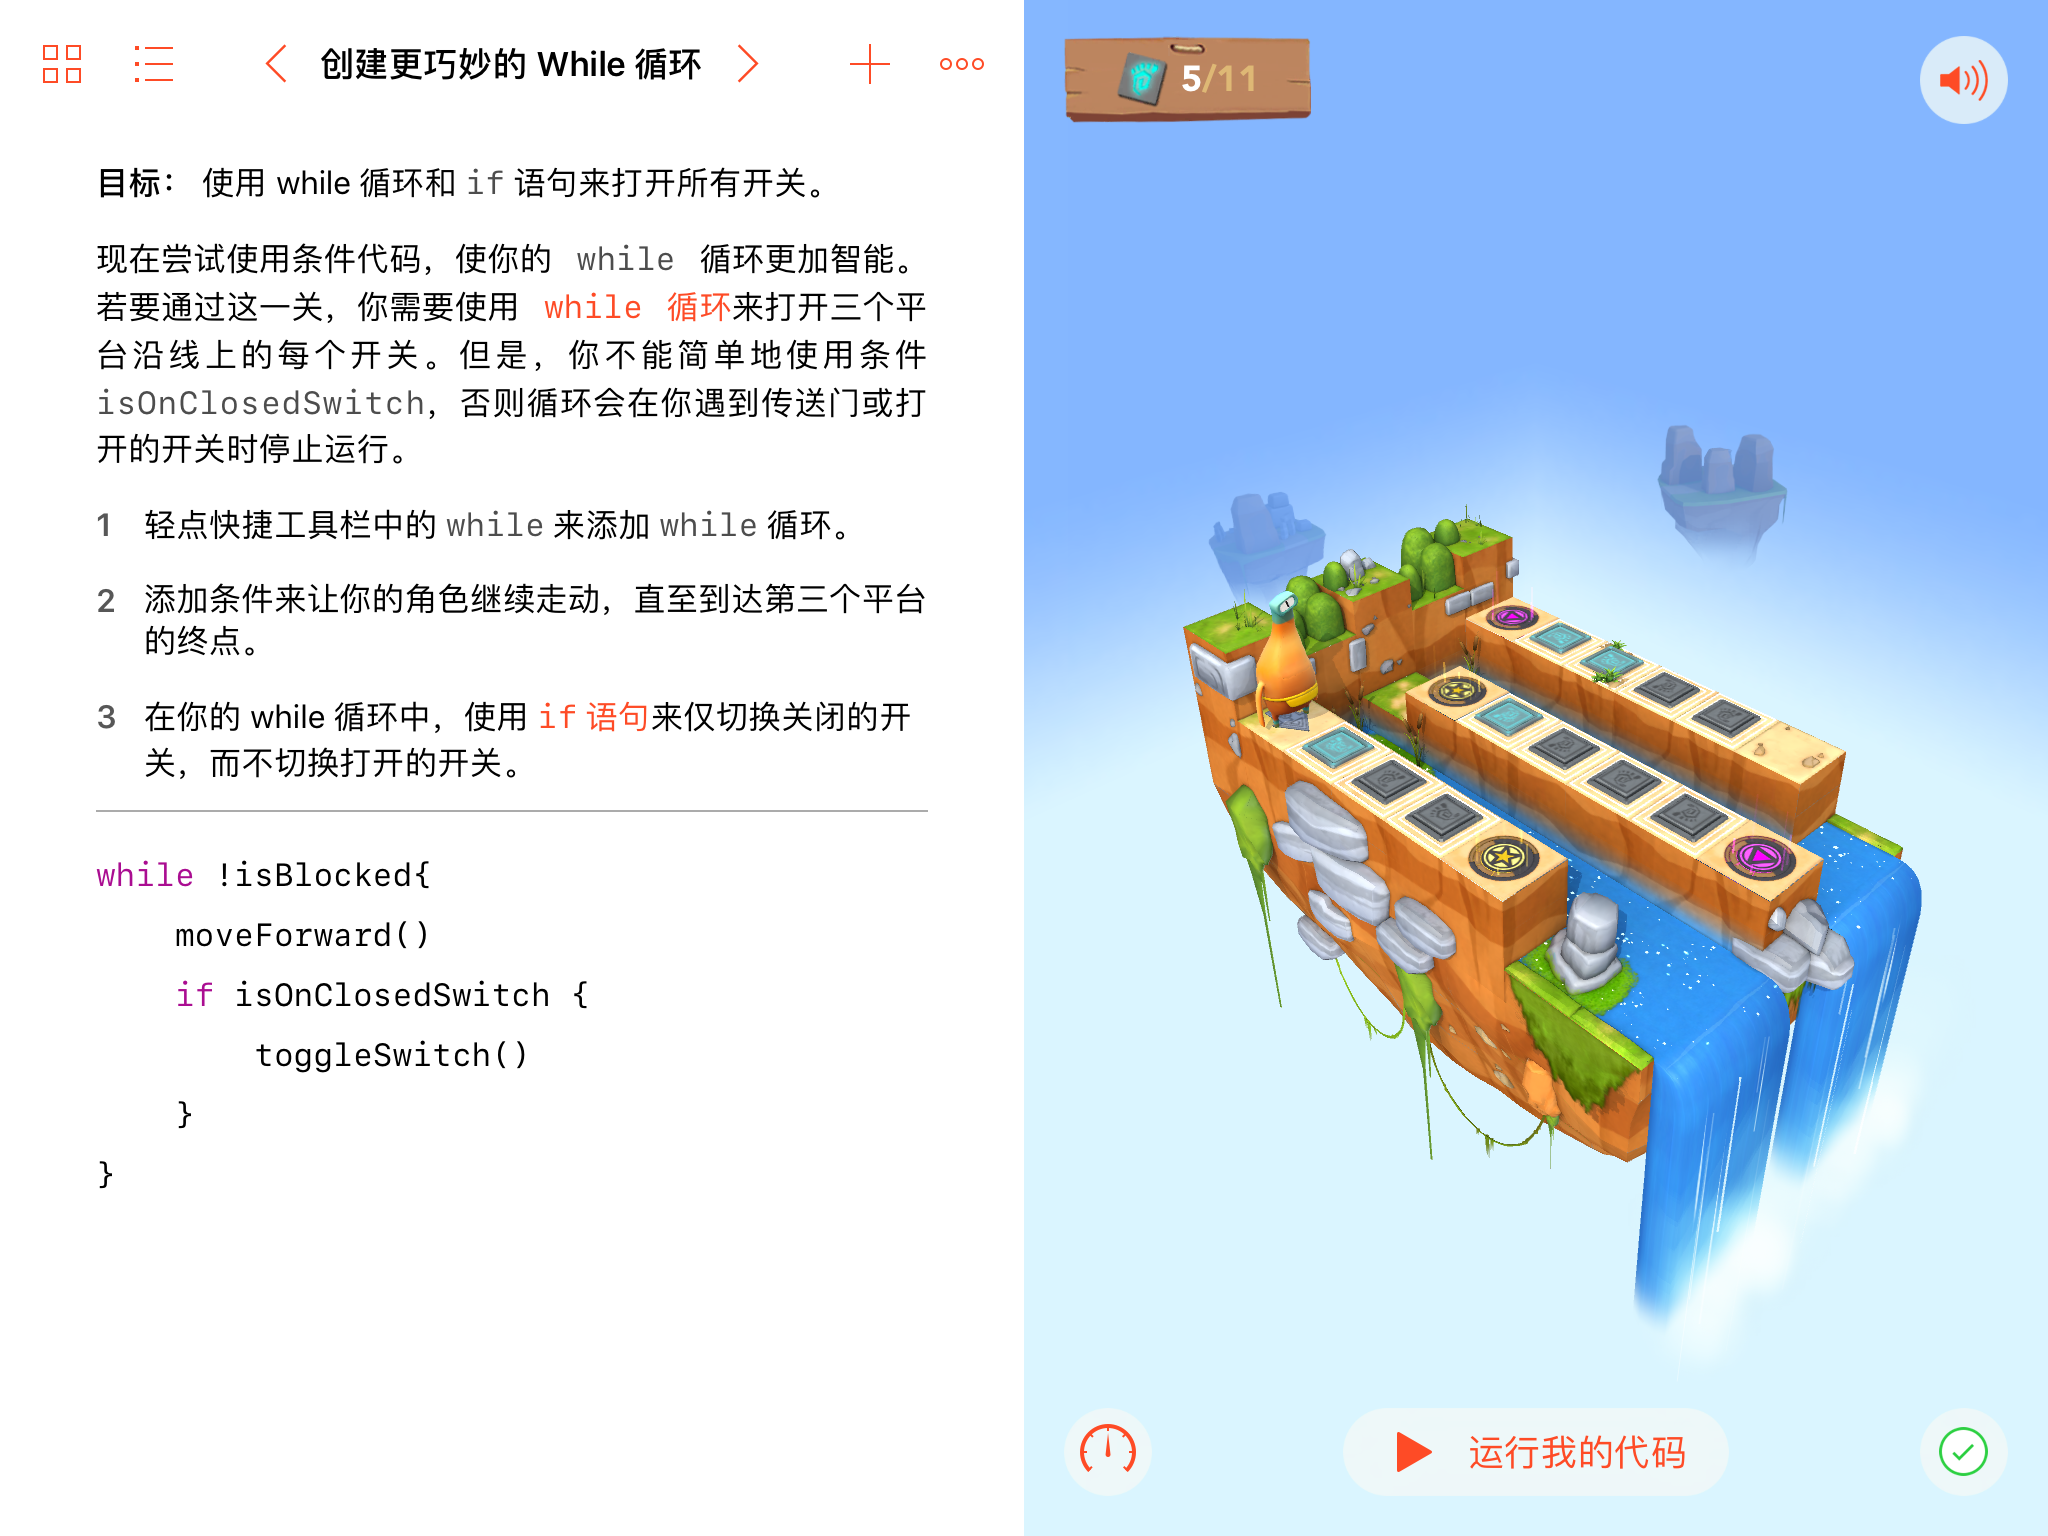 创建更巧妙的 While 循环
目标： 使用 while 循环和 if 语句来打开所有开关。
现在尝试使用条件代码，使你的 while 循环更加智能。
若要通过这一关，你需要使用 while 循环来打开三个平
台沿线上的每个开关。但是，你不能简单地使用条件
isOnClosedSwitch，否则循环会在你遇到传送门或打
开的开关时停止运行。
1 轻点快捷工具栏中的 while 来添加 while 循环。
2 添加条件来让你的角色继续走动，直至到达第三个平台
的终点。
3 在你的 while 循环中，使用 if 语句来仅切换关闭的开
关，而不切换打开的开关。
while !isBlocked{
moveForward()
if isOnClosedSwitch {
toggleSwitch()
}
}
5/11
运行我的代码